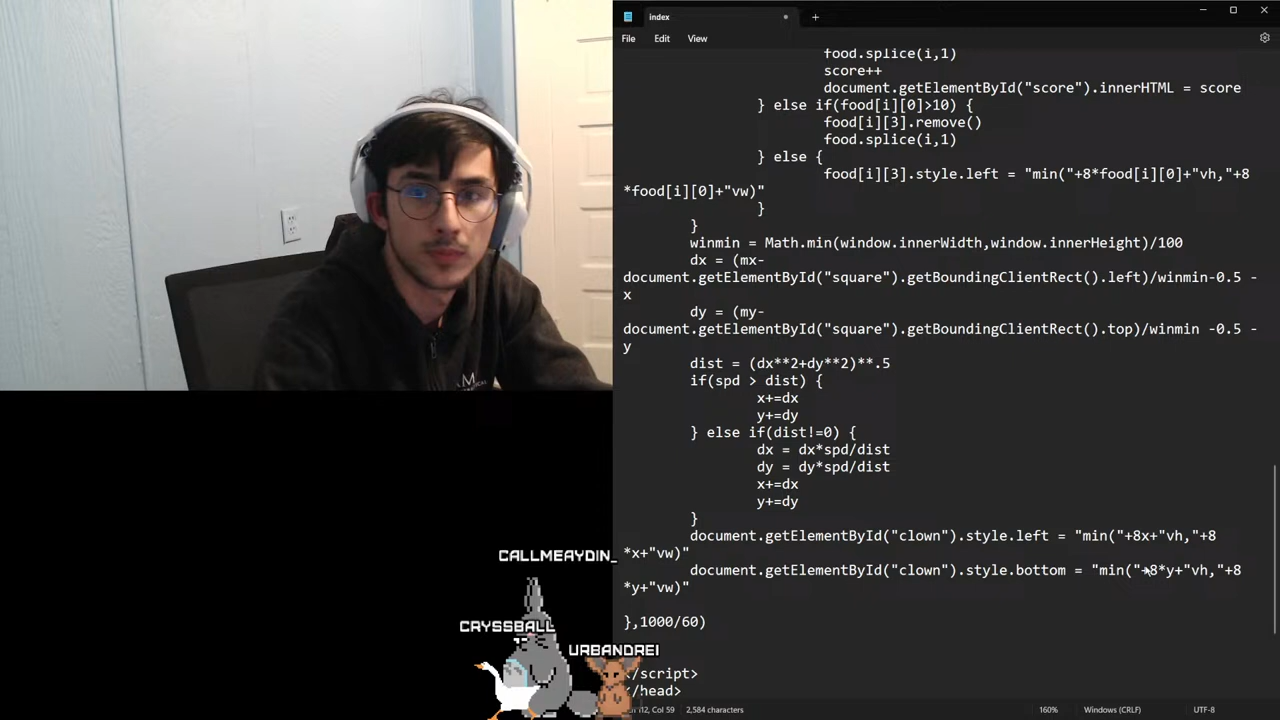 index
File Edit View
food.splice(i,1)
score++
document.getElementById("score").innerHTML = score
} else if(food[i][0]>10) {
food[i][3].remove()
food.splice(i,1)
} else {
food[i][3].style.left = "min("+8*food[i][0]+"vh,"+8
*food[i][0]+"vw)"
}
}
winmin = Math.min(window.innerWidth,window.innerHeight)/100
dx = (mx-
document.getElementById("square").getBoundingClientRect().left)/winmin-0.5 -
x
dy = (my-
document.getElementById("square").getBoundingClientRect().top)/winmin -0.5 -
y
dist = (dx**2+dy**2)**.5
if(spd > dist) {
x+=dx
y+=dy
} else if(dist!=0) {
dx = dx*spd/dist
dy = dy*spd/dist
x+=dx
y+=dy
}
document.getElementById("clown").style.left = "min("+8x+"vh,"+8
*x+"vw)"
document.getElementById("clown").style.bottom = "min("+8*y+"vh,"+8
*y+"vw)"
},1000/60)
</script>
</head>
Col 59 2,584 characters 160% Windows (CRLF) UTF-8
CALLMEAYDIN_
CRYSSBALL
URBANDREI